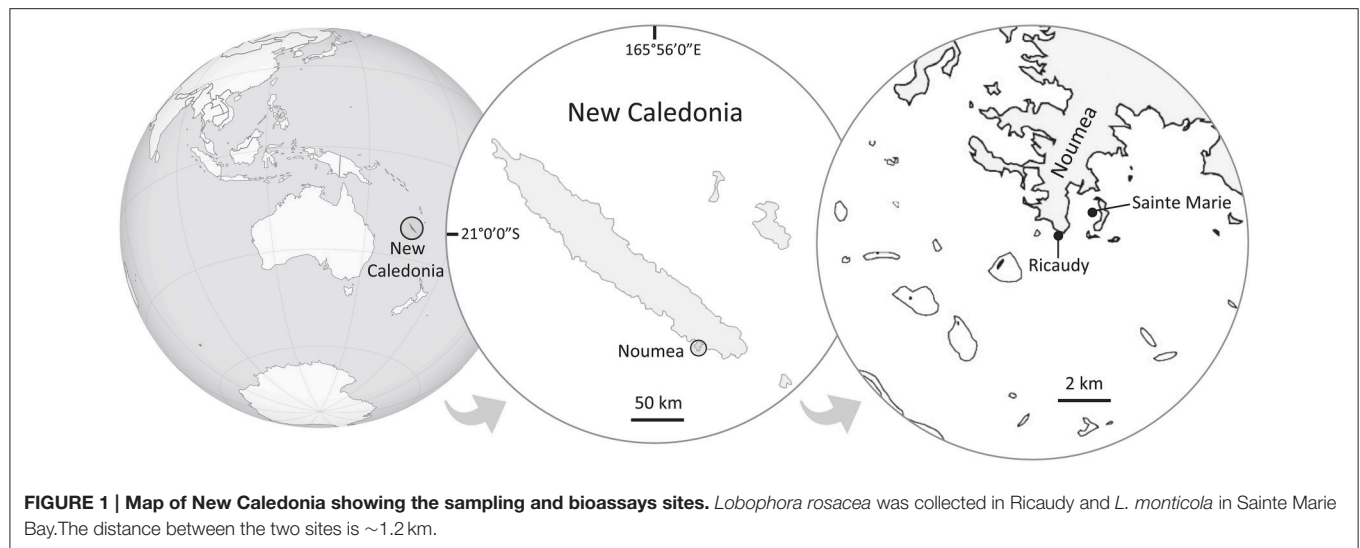 New
Caledonia
165°56'0"E
New Caledonia
21°0'0"S
Noumea
50 km
Noumea
Sainte Marie
Ricaudy
2 km
FIGURE 1 | Map of New Caledonia showing the sampling and bioassays sites. Lobophora rosacea was collected in Ricaudy and L. monticola in Sainte Marie
Bay.The distance between the two sites is ~1.2 km.